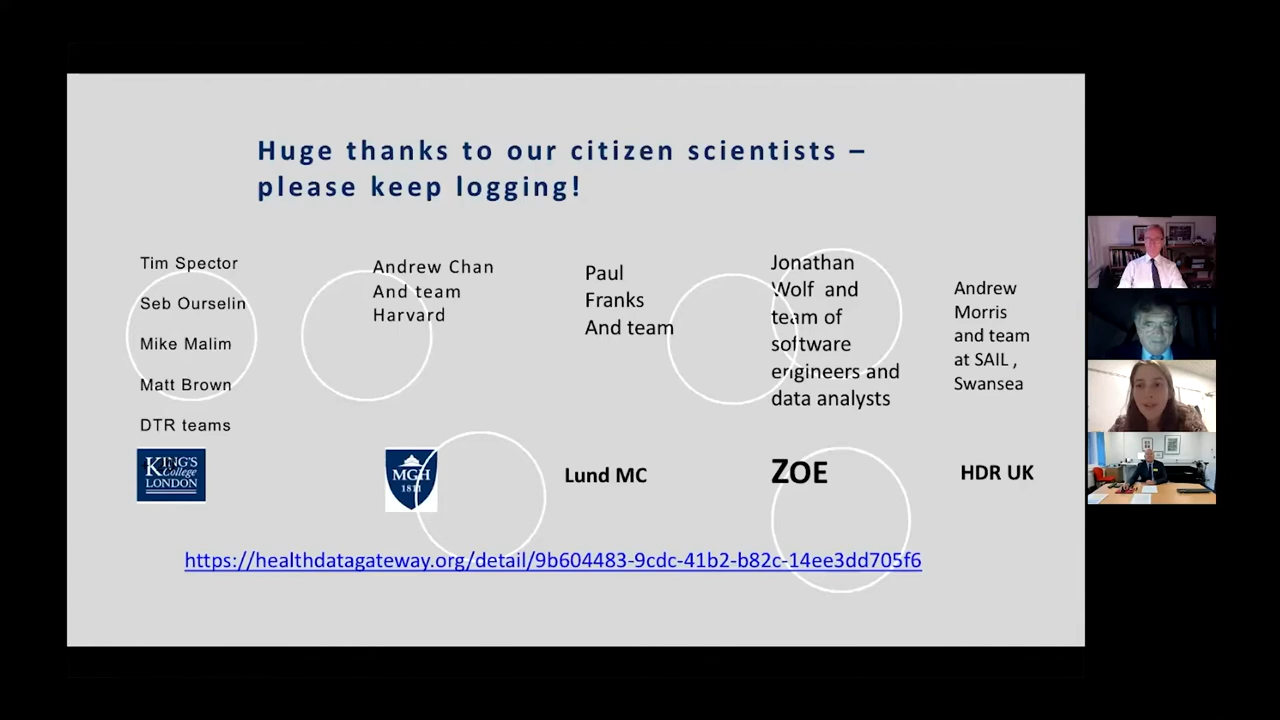 Huge thanks to our citizen scientists –
please keep logging!
Tim Spector
Seb Ourselin
Mike Malim
Matt Brown
DTR teams
KING'S
College
LONDON
Andrew Chan
And team
Harvard
MGH
1811
Paul
Franks
And team
Lund MC
Jonathan
Wolf and
team of
software
engineers and
data analysts
ZOE
Andrew
Morris
and team
at SAIL ,
Swansea
HDR UK
https://healthdatagateway.org/detail/9b604483-9cdc-41b2-b82c-14ee3dd705f6